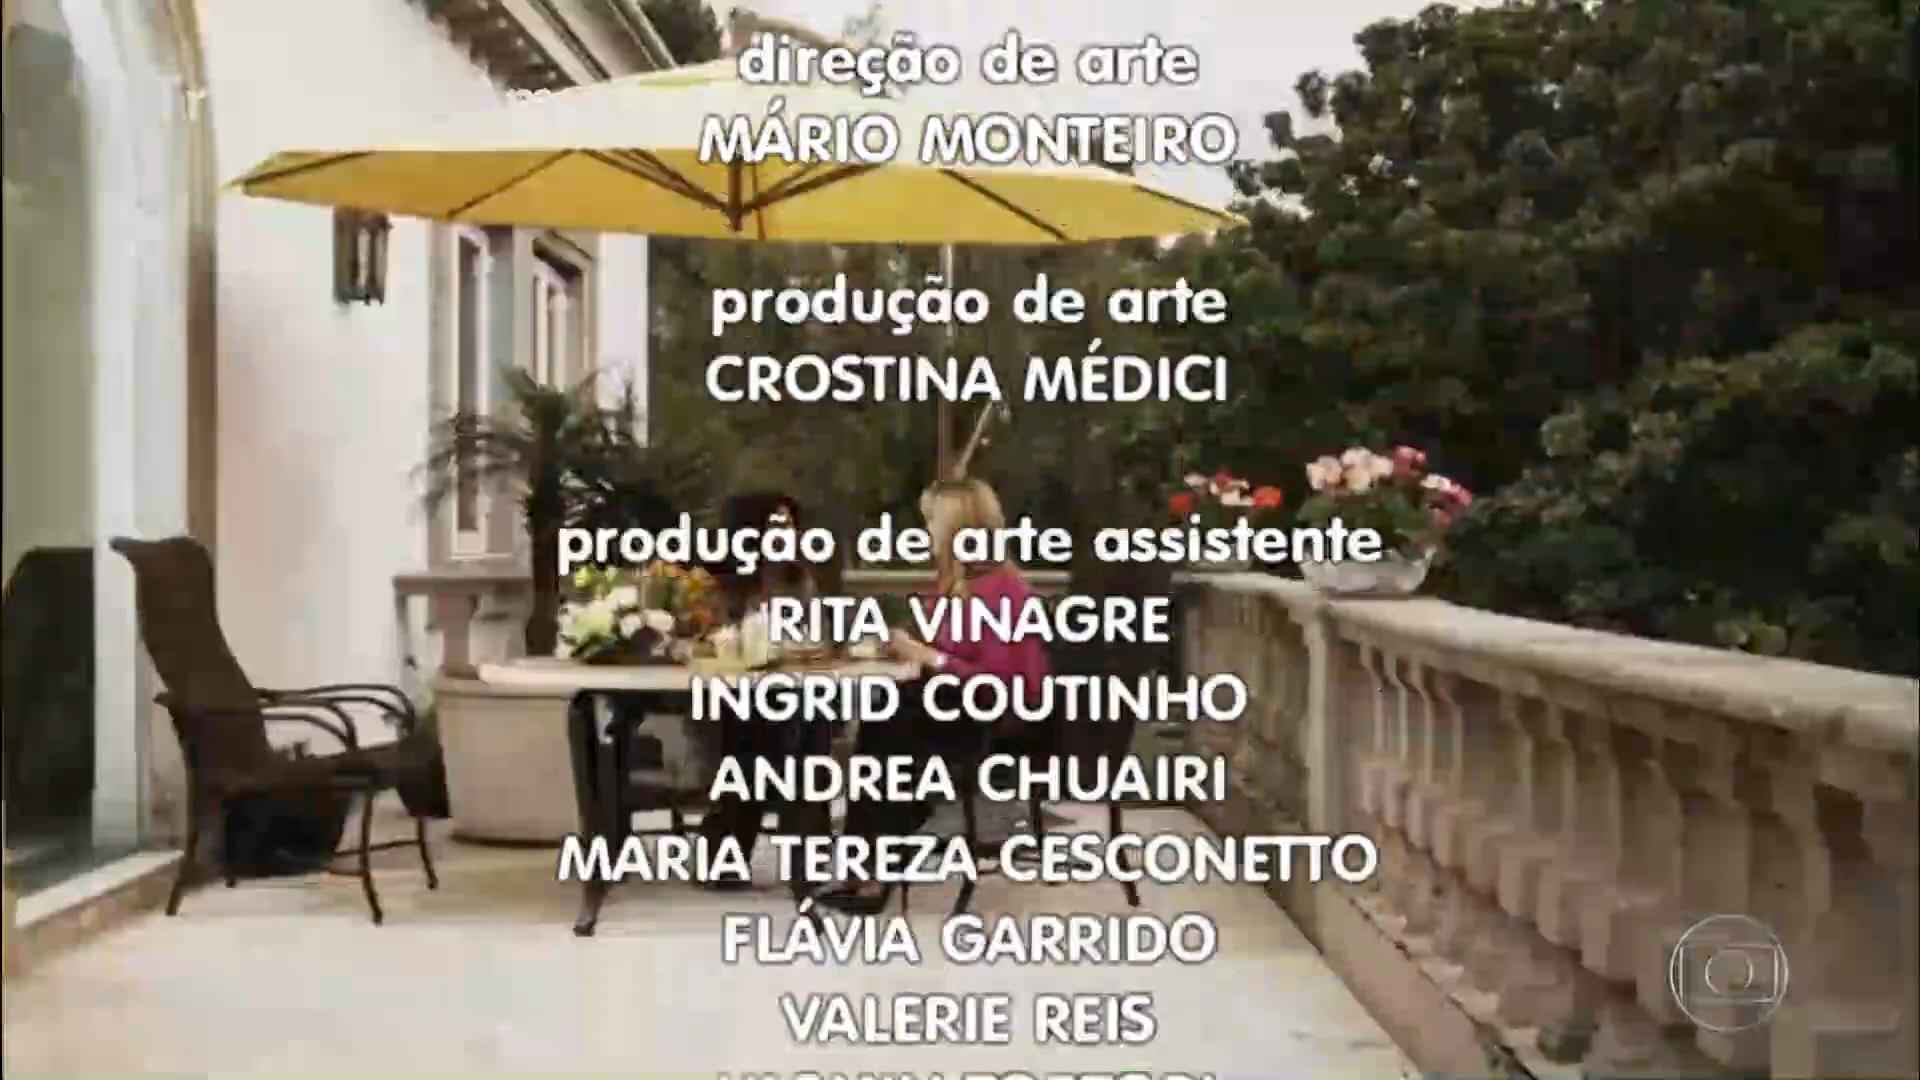 direção de arte
MÁRIO MONTEIRO
produção de arte
CROSTINA MÉDICI
produção de arte assistente
RITA VINAGRE
INGRID COUTINHO
ANDREA CHUAIRI
MARIA TEREZA CESCONETTO
FLÁVIA GARRIDO
VALERIE REIS